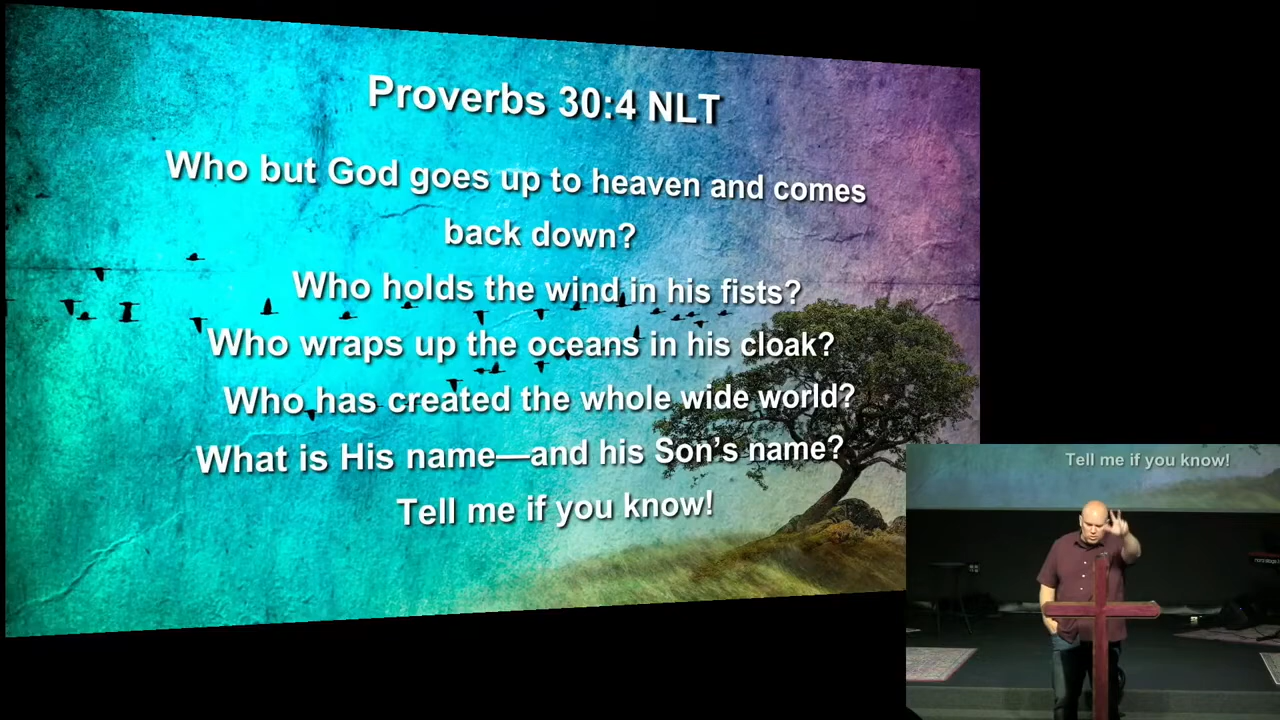 Proverbs 30:4 NLT
Who but God goes up to heaven and comes
back down?
Who holds the wind in his fists?
Who wraps up the oceans in his cloak?
Who has created the whole wide world?
What is His name—and his Son’s name?
Tell me if you know!
Tell me if you know!